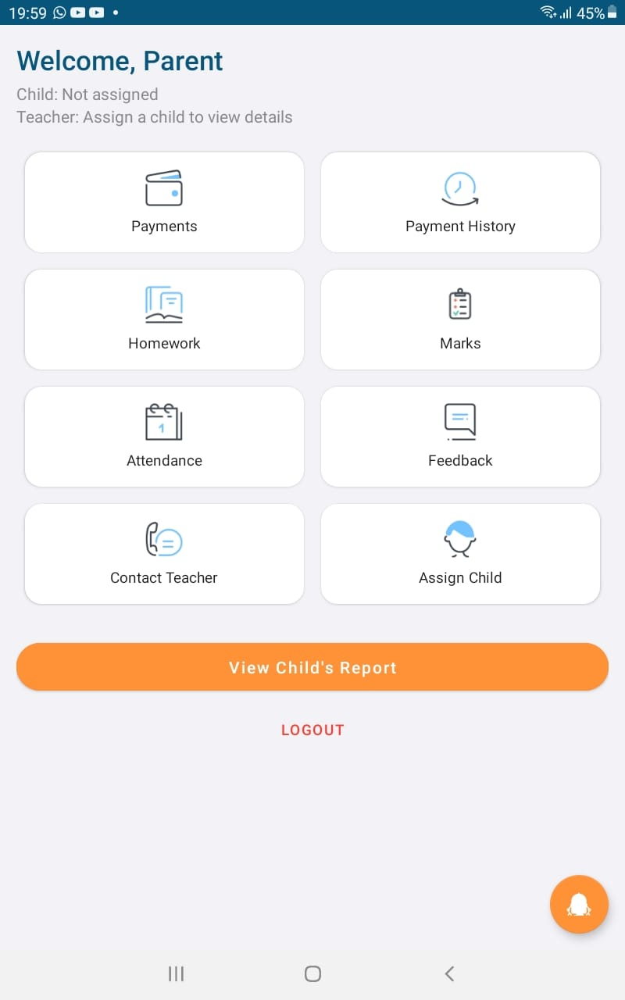 19:59
45%
Welcome, Parent
Child: Not assigned
Teacher: Assign a child to view details
Payments
Payment History
Homework
Marks
1
Attendance
Feedback
Contact Teacher
Assign Child
View Child's Report
LOGOUT